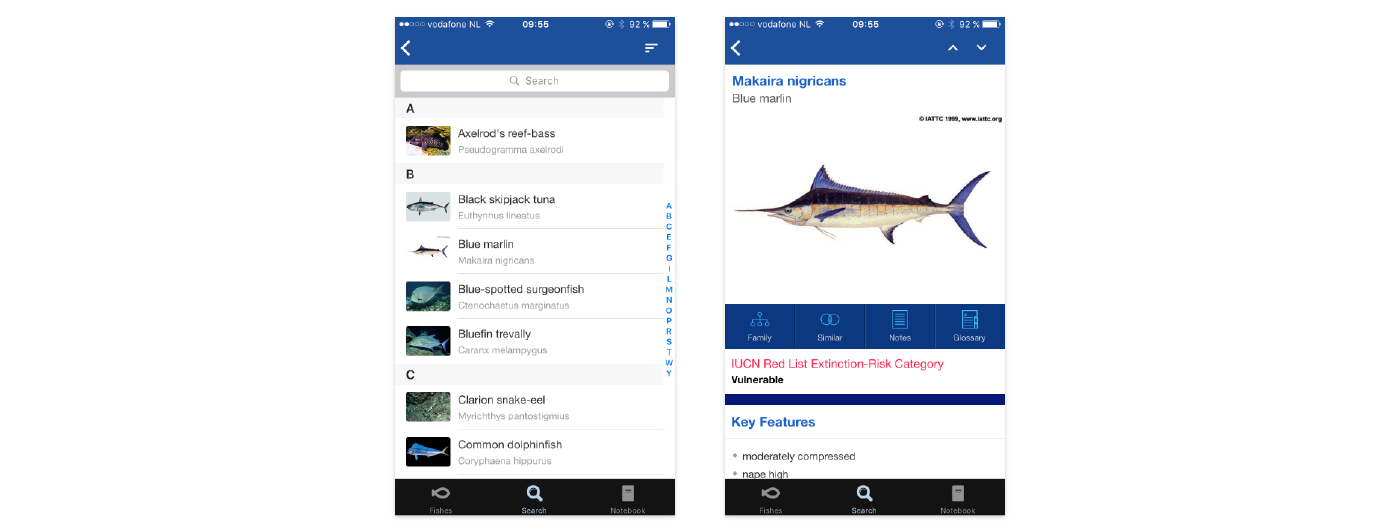 vodafone NL 09:55 92 %
Search
A
Axelrod's reef-bass
Pseudogramma axelrodi
B
Black skipjack tuna
Euthynnus lineatus
Blue marlin
Makaira nigricans
Blue-spotted surgeonfish
Ctenochaetus marginatus
Bluefin trevally
Caranx melampygus
C
Clarion snake-eel
Myrichthys pantostigmius
Common dolphinfish
Coryphaena hippurus
A
B
C
E
F
G
I
L
M
N
O
P
R
S
T
W
Y
Fishes Search Notebook
vodafone NL 09:55 92 %
Makaira nigricans
Blue marlin
© IATTC 1999, www.iattc.org
Family Similar Notes Glossary
IUCN Red List Extinction-Risk Category
Vulnerable
Key Features
moderately compressed
nape high
Fishes Search Notebook